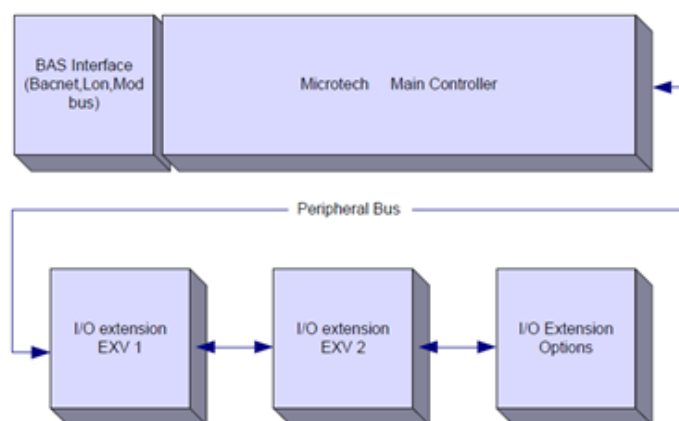 BAS Interface
(Bacnet,Lon,Mod
bus)
Microtech Main Controller
Peripheral Bus
I/O extension
EXV 1
I/O extension
EXV 2
I/O Extension
Options